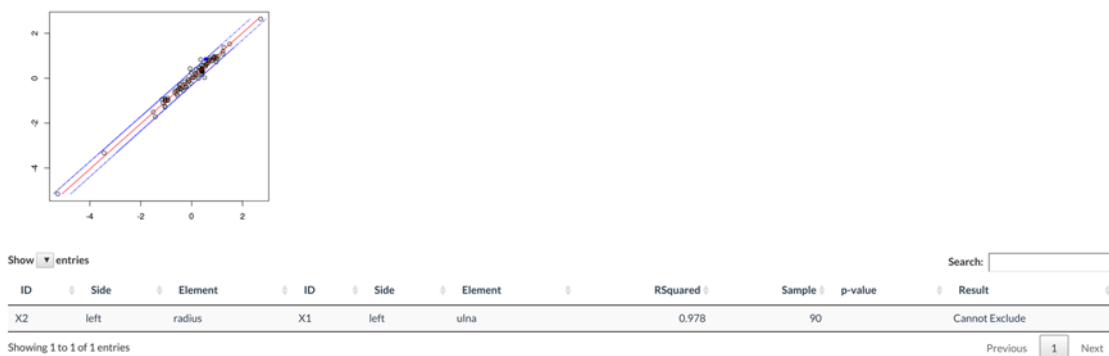 2
0
-2
-4
-4 -2 0 2
Show ▼ entries Search:
ID Side Element ID Side Element RSquared Sample p-value Result
X2 left radius X1 left ulna 0.978 90 Cannot Exclude
Showing 1 to 1 of 1 entries Previous 1 Next